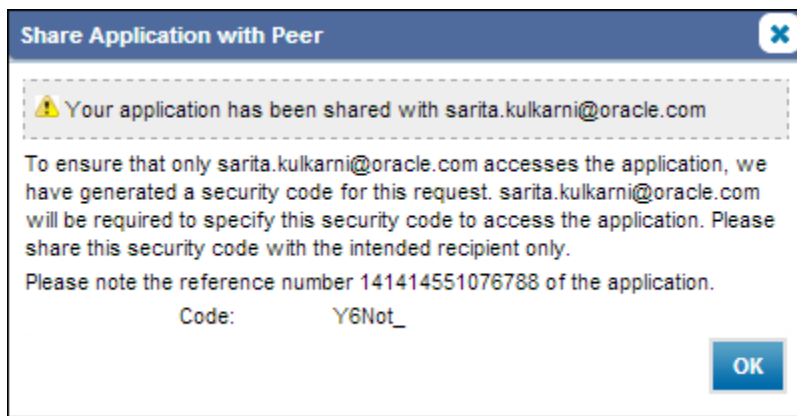 Share Application with Peer
Your application has been shared with sarita.kulkarni@oracle.com
To ensure that only sarita.kulkarni@oracle.com accesses the application, we
have generated a security code for this request. sarita.kulkarni@oracle.com
will be required to specify this security code to access the application. Please
share this security code with the intended recipient only.
Please note the reference number 141414551076788 of the application.
Code: Y6Not_
OK